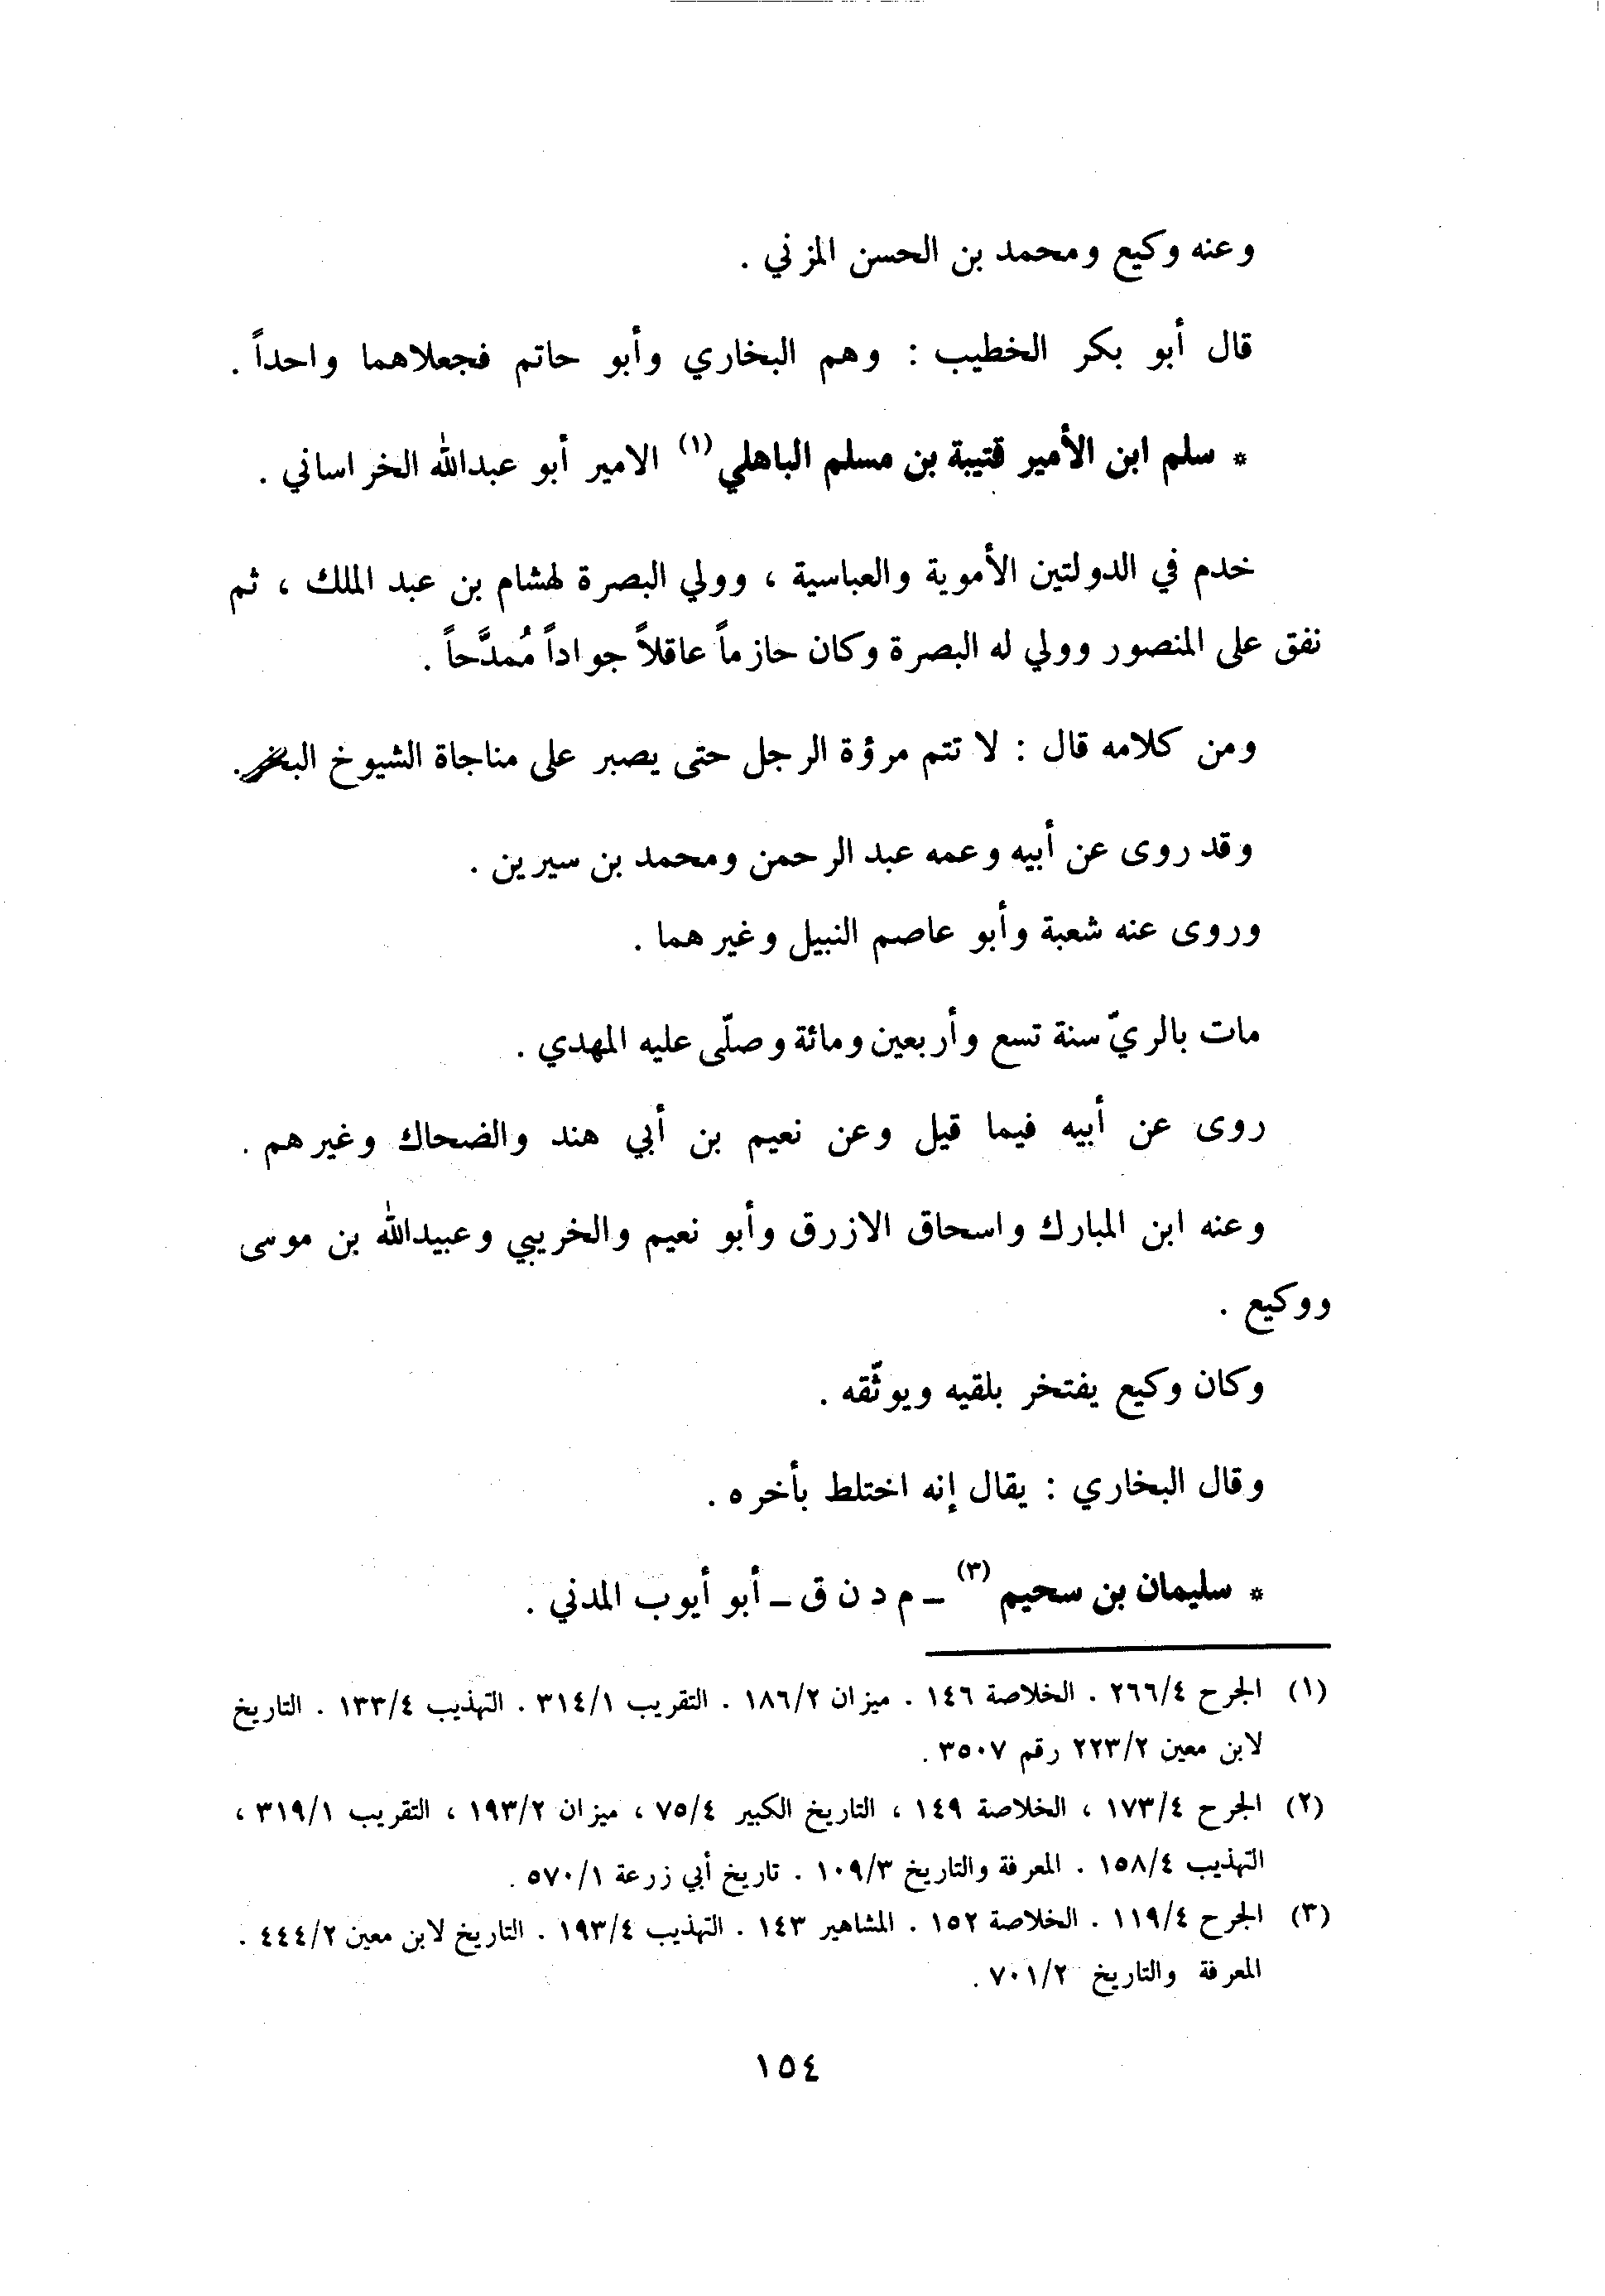 وعنه وكيع ومحمد بن الحسن المزني .
قال أبو بكر الخطيب : وهم البخاري وأبو حاتم فجعلاهما واحداً .
* سلم ابن الأمير قتيبة بن مسلم الباهلي (١) الامير أبو عبدالله الخراساني .
خدم في الدولتين الأموية والعباسية ، وولي البصرة لهشام بن عبد الملك ، ثم
نفق على المنصور وولي له البصرة وكان حازماً عاقلاً جواداً مُمدَّحاً .
ومن كلامه قال : لا تتم مرؤة الرجل حتى يصبر على مناجاة الشيوخ البخر .
وقد روى عن أبيه وعمه عبد الرحمن ومحمد بن سيرين .
وروى عنه شعبة وأبو عاصم النبيل وغيرهما .
مات بالريّ سنة تسع وأربعين ومائة وصلّى عليه المهدي .
روى عن أبيه فيما قيل وعن نعيم بن أبي هند والضحاك وغيرهم .
وعنه ابن المبارك واسحاق الازرق وأبو نعيم والخريبي وعبيدالله بن موسى
ووكيع .
وكان وكيع يفتخر بلقيه ويوثّقه .
وقال البخاري : يقال إنه اختلط بأخره .
* سليمان بن سحيم (٣) ـ م د ن ق ـ أبو أيوب المدني .
(١) الجرح ٢٦٦/٤ . الخلاصة ١٤٦ . ميزان ١٨٦/٢ . التقريب ٣١٤/١ . التهذيب ١٣٣/٤ . التاريخ
لابن معين ٢٢٣/٢ رقم ٣٥٠٧ .
(٢) الجرح ١٧٣/٤ ، الخلاصة ١٤٩ ، التاريخ الكبير ٧٥/٤ ، ميزان ١٩٣/٢ ، التقريب ٣١٩/١ ،
التهذيب ١٥٨/٤ . المعرفة والتاريخ ١٠٩/٣ . تاريخ أبي زرعة ٥٧٠/١ .
(٣) الجرح ١١٩/٤ . الخلاصة ١٥٢ . المشاهير ١٤٣ . التهذيب ١٩٣/٤ . التاريخ لابن معين ٤٤٤/٢ .
المعرفة والتاريخ ٧٠١/٢ .
١٥٤